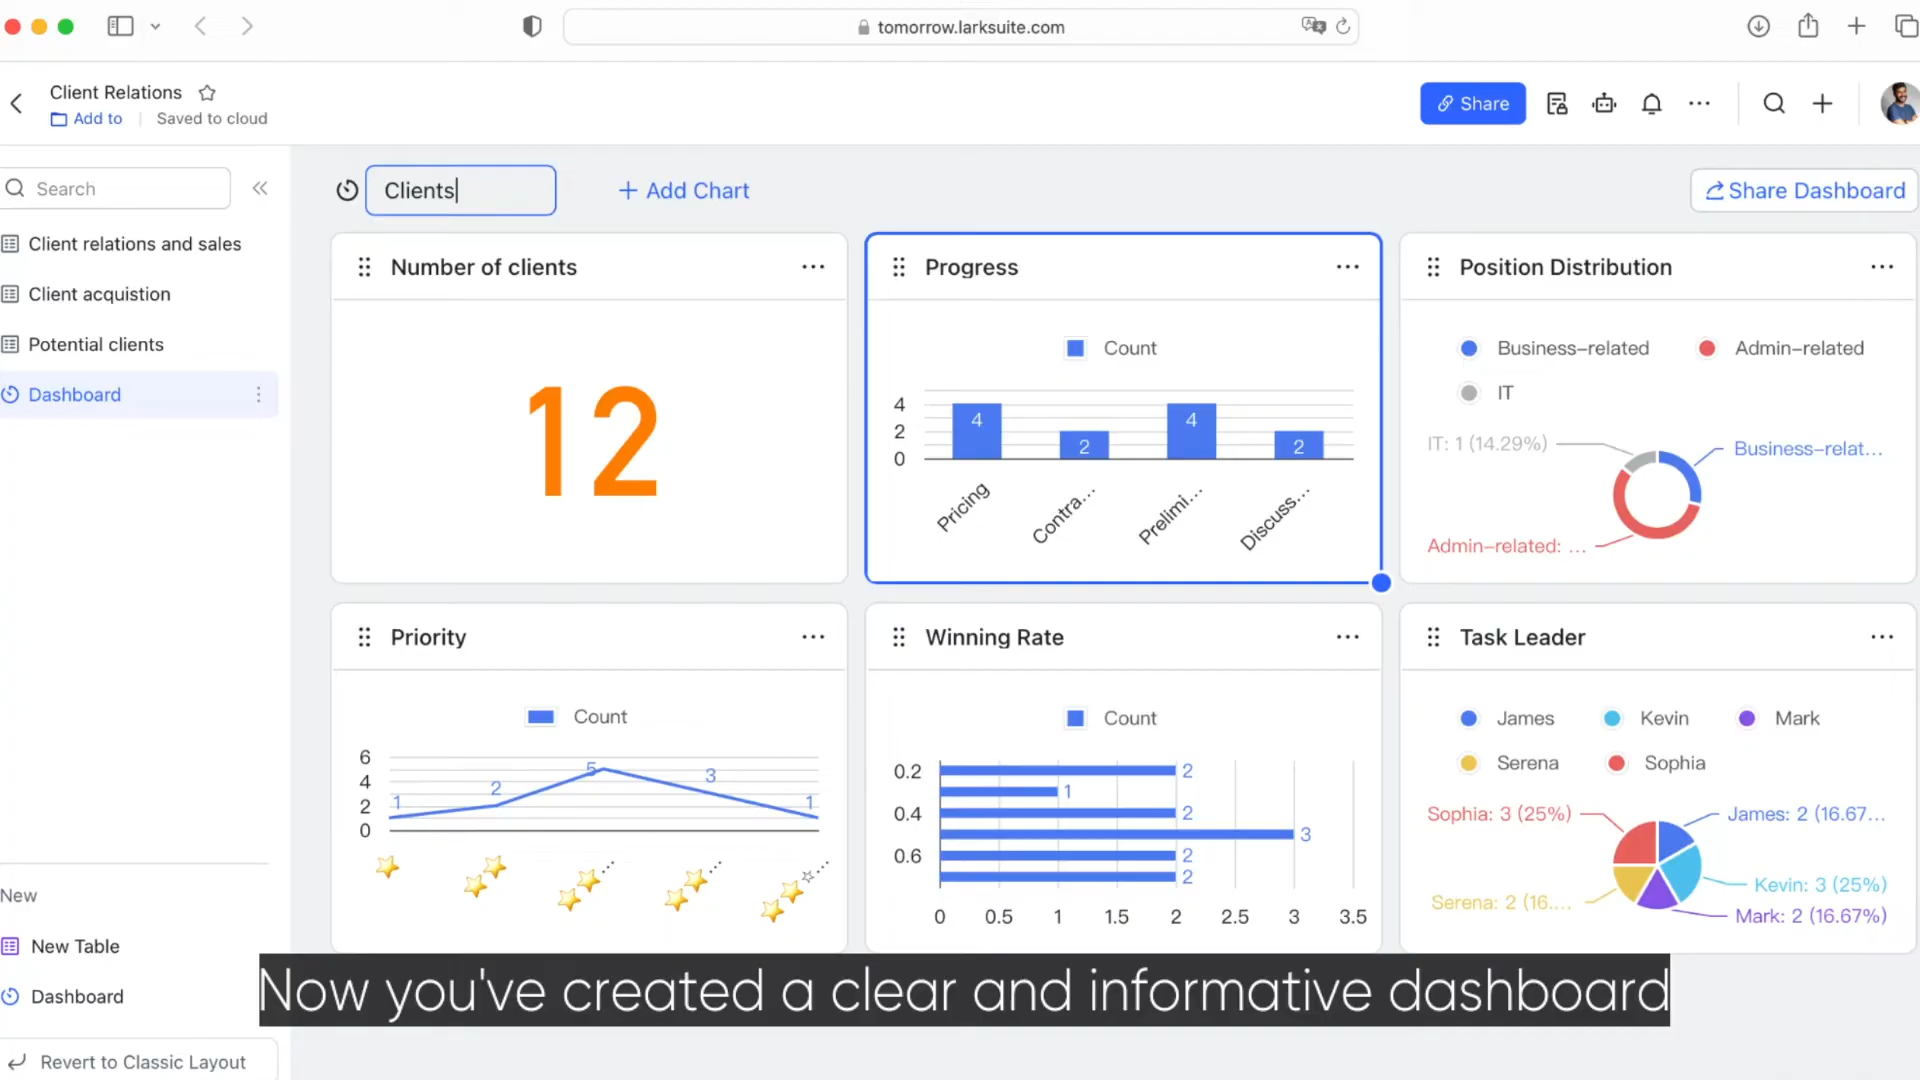 tomorrow.larksuite.com
Client Relations
Add to
Saved to cloud
Share
Search
Clients
Add Chart
Share Dashboard
Client relations and sales
Client acquistion
Potential clients
Dashboard
Number of clients
12
Progress
Count
4
2
0
4
2
4
2
Pricing
Contra...
Prelimi...
Discuss...
Position Distribution
Business-related
Admin-related
IT
IT: 1 (14.29%)
Business-relat...
Admin-related: ...
Priority
Count
6
4
2
0
1
2
5
3
1
Winning Rate
Count
0.2
0.4
0.6
2
1
2
3
2
2
0 0.5 1 1.5 2 2.5 3 3.5
Task Leader
James
Kevin
Mark
Serena
Sophia
Sophia: 3 (25%)
James: 2 (16.67...
Kevin: 3 (25%)
Serena: 2 (16....
Mark: 2 (16.67%)
New
New Table
Dashboard
Revert to Classic Layout
Now you've created a clear and informative dashboard